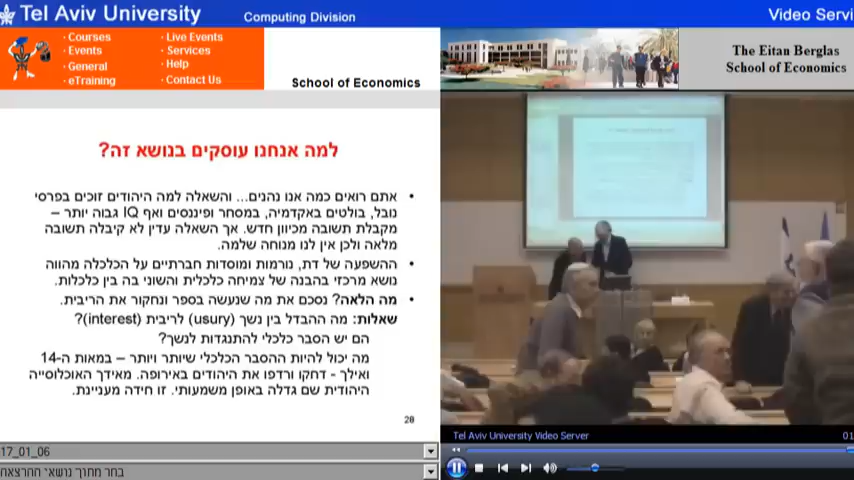 Tel Aviv University
Computing Division
Video Servi
· Courses
· Events
· General
· eTraining
· Live Events
· Services
· Help
· Contact Us
School of Economics
The Eitan Berglas
School of Economics
למה אנחנו עוסקים בנושא זה?
• אתם רואים כמה אנו נהנים... והשאלה למה היהודים זוכים בפרסי
נובל, בולטים באקדמיה, במסחר ופיננסים ואף IQ גבוה יותר –
מקבלת תשובה מכיוון חדש. אך השאלה עדין לא קיבלה תשובה
מלאה ולכן אין לנו מנוחה שלמה.
• ההשפעה של דת, נורמות ומוסדות חברתיים על הכלכלה מהווה
נושא מרכזי בהבנה של צמיחה כלכלית והשוני בה בין כלכלות.
• מה הלאה? נסכם את מה שנעשה בספר ונחקור את הריבית.
שאלות: מה ההבדל בין נשך (usury) לריבית (interest)?
הם יש הסבר כלכלי להתנגדות לנשך?
מה יכול להיות ההסבר הכלכלי שיותר ויותר – במאות ה-14
ואילך - דחקו ורדפו את היהודים באירופה. מאידך האוכלוסייה
היהודית שם גדלה באופן משמעותי. זו חידה מעניינת.
28
17_01_06
בחר מתוך נושאי ההרצאה
Tel Aviv University Video Server
01